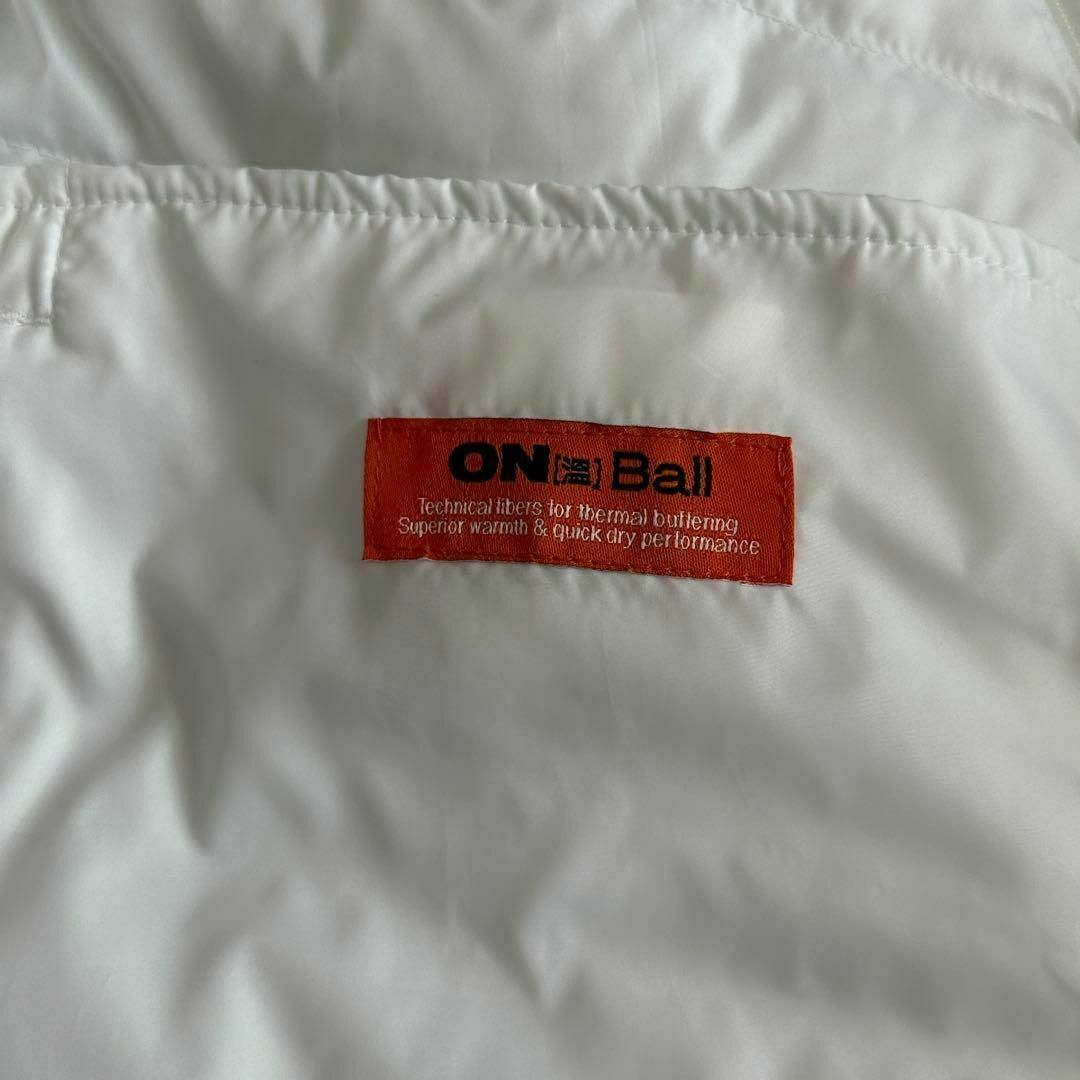 ON Ball
Technical fibers for thermal buffering
Superior warmth & quick dry performance